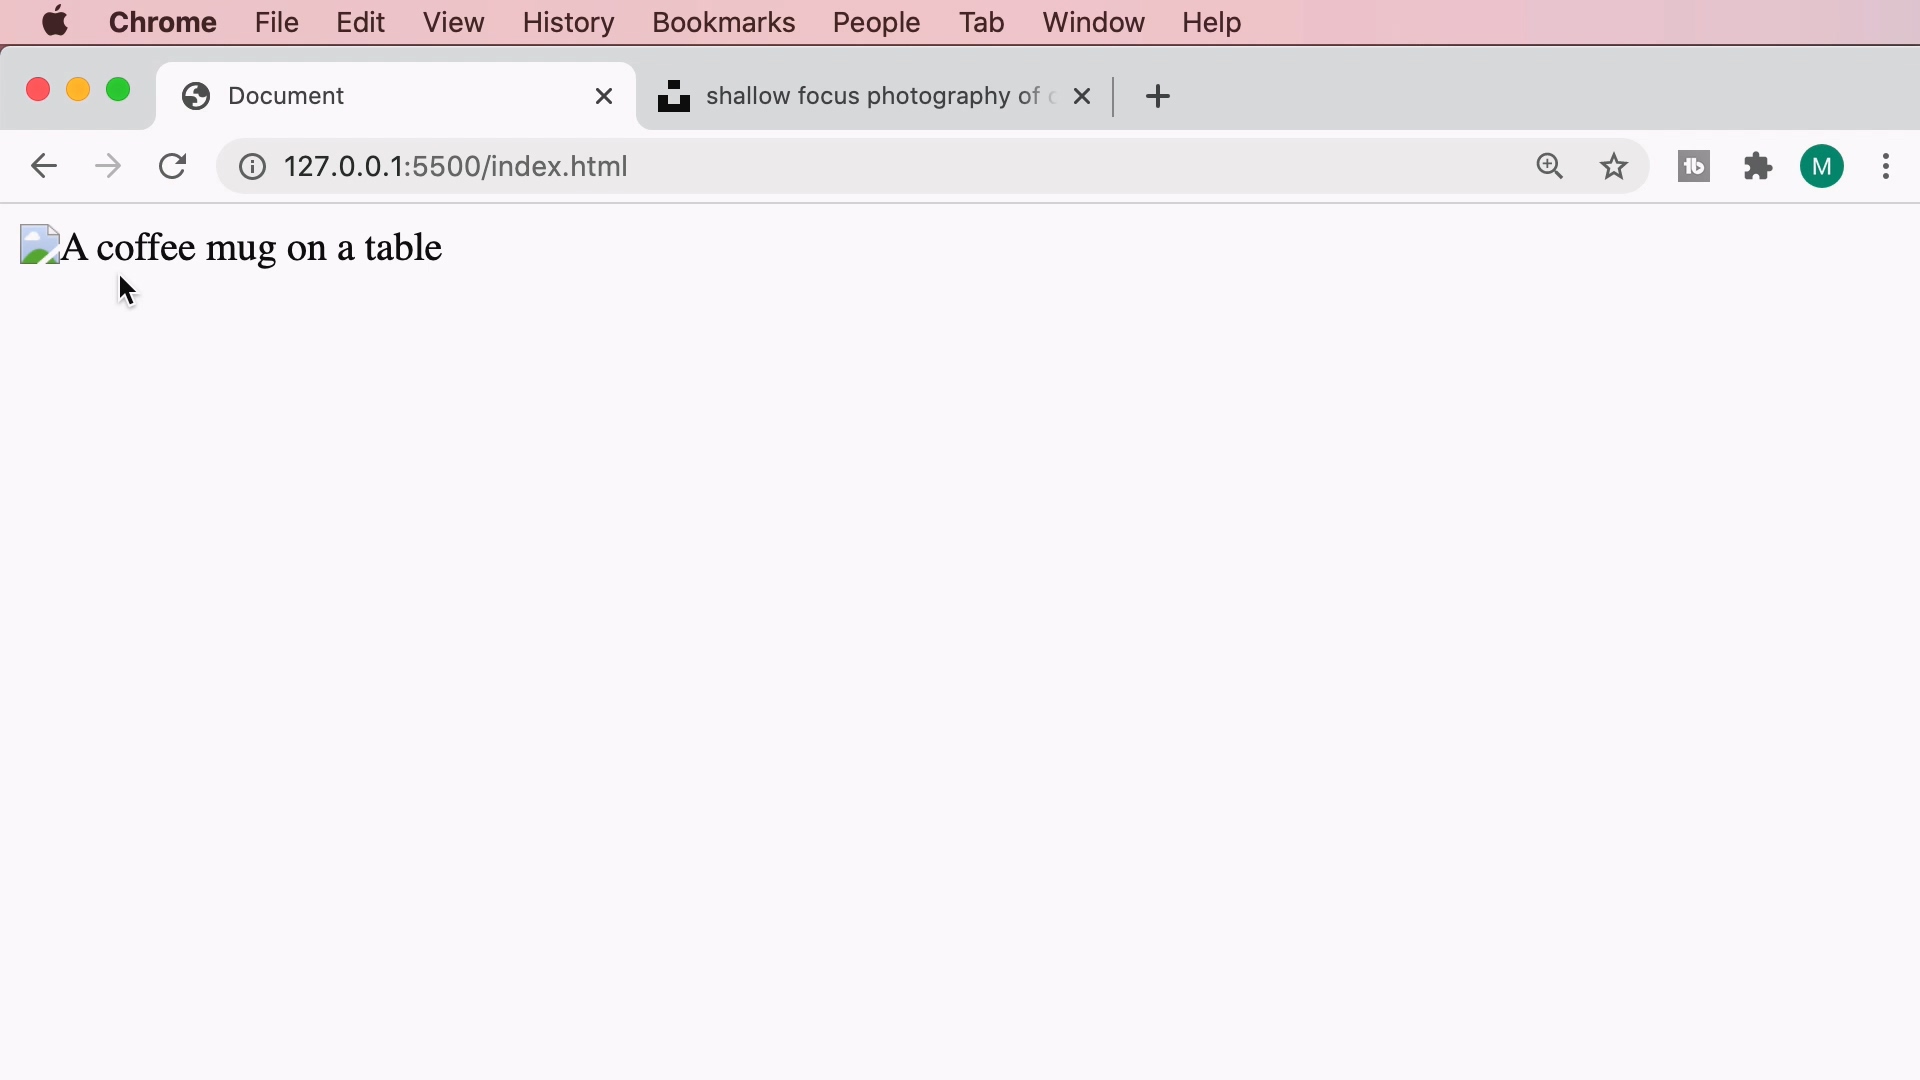 Chrome File Edit View History Bookmarks People Tab Window Help
Document
shallow focus photography of
127.0.0.1:5500/index.html
M
A coffee mug on a table